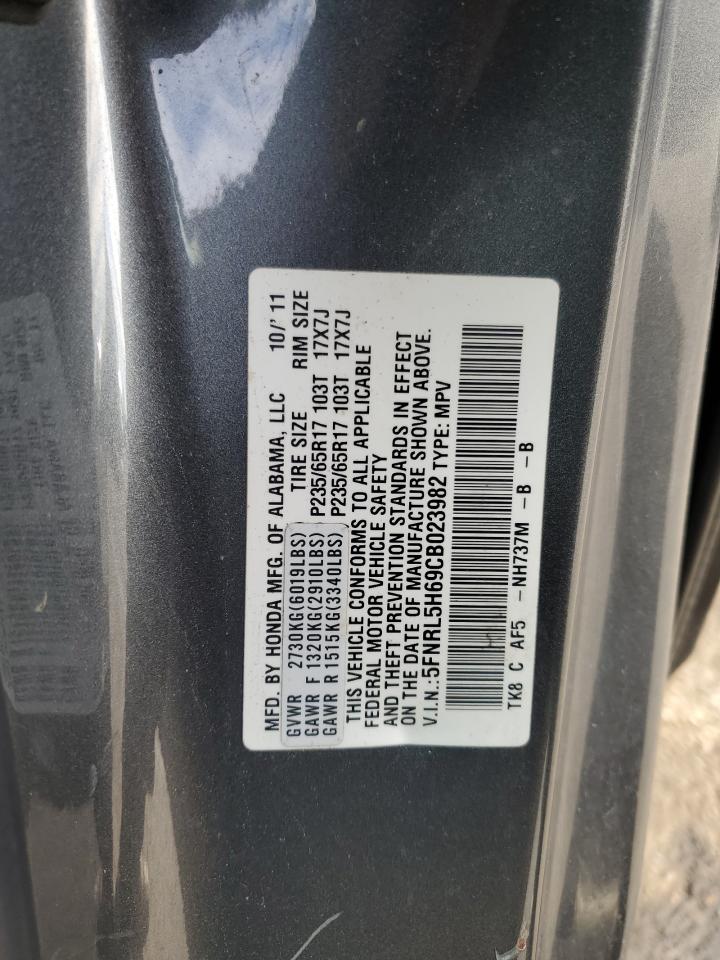 MFD. BY HONDA MFG. OF ALABAMA, LLC 10/'11
GVWR 2730KG(6019LBS) TIRE SIZE RIM SIZE
GAWR F 1320KG(2910LBS) P235/65R17 103T 17X7J
GAWR R 1515KG(3340LBS) P235/65R17 103T 17X7J
THIS VEHICLE CONFORMS TO ALL APPLICABLE
FEDERAL MOTOR VEHICLE SAFETY
AND THEFT PREVENTION STANDARDS IN EFFECT
ON THE DATE OF MANUFACTURE SHOWN ABOVE.
V.I.N.:5FNRL5H69CB023982 TYPE: MPV
TK8 C AF5 -NH737M -B -B